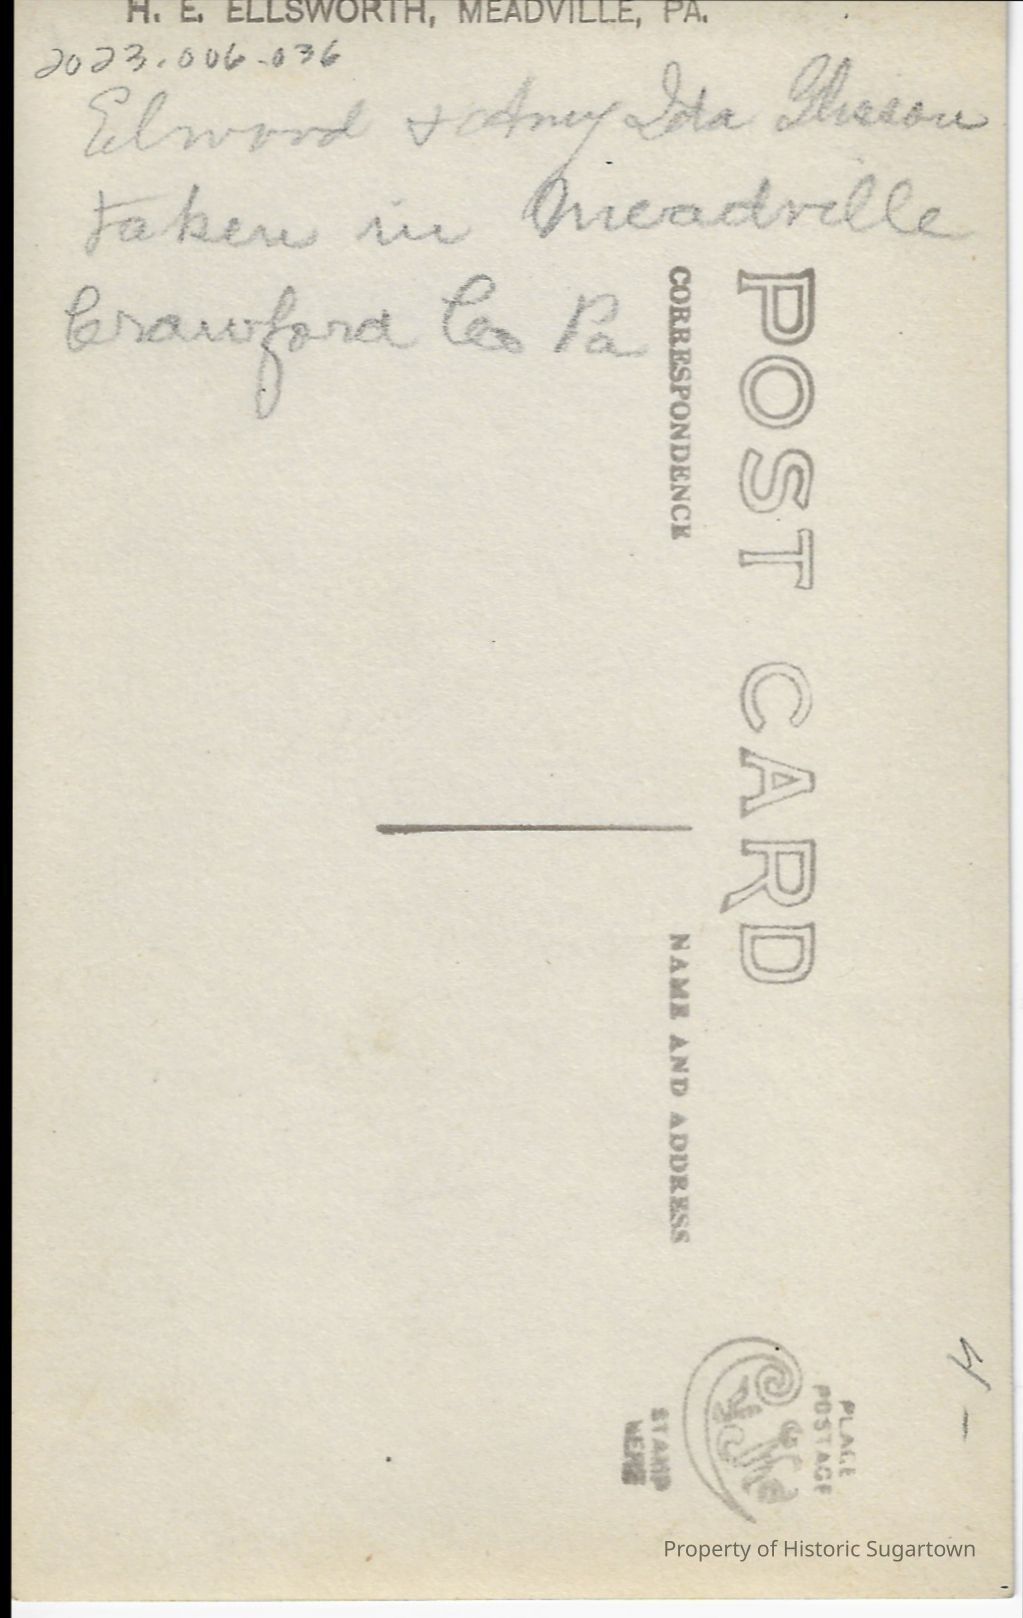 H. E. ELLSWORTH, MEADVILLE, PA.
2023.006.036
Elwood & Amy Ida
taken in Meadville
Crawford Co Pa
POST CARD
CORRESPONDENCE
NAME AND ADDRESS
PLACE
POSTAGE
STAMP
HERE
4 -
Property of Historic Sugartown